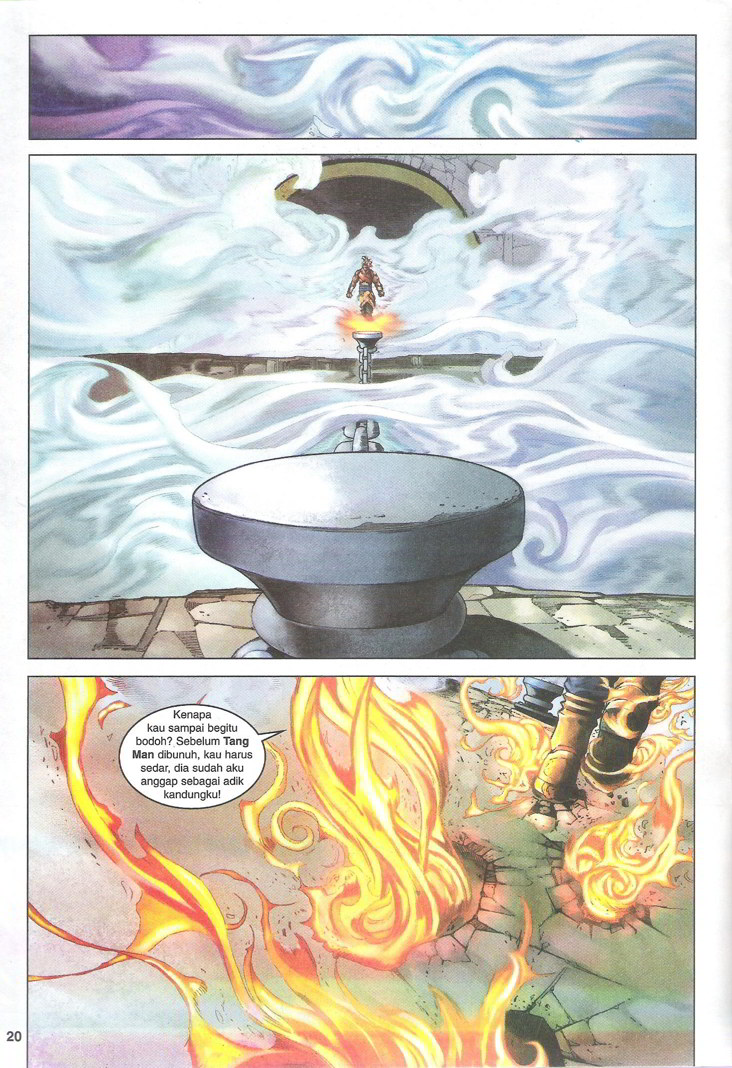 Kenapa
kau sampai begitu
bodoh? Sebelum Tang
Man dibunuh, kau harus
sedar, dia sudah aku
anggap sebagai adik
kandungku!
20